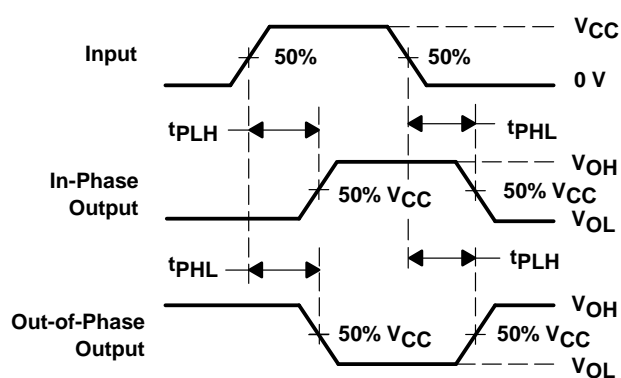 VCC
Input 50% 50%
0 V
tPLH tPHL
VOH
In-Phase
Output 50% VCC 50% VCC
VOL
tPHL tPLH
VOH
Out-of-Phase
Output 50% VCC 50% VCC
VOL